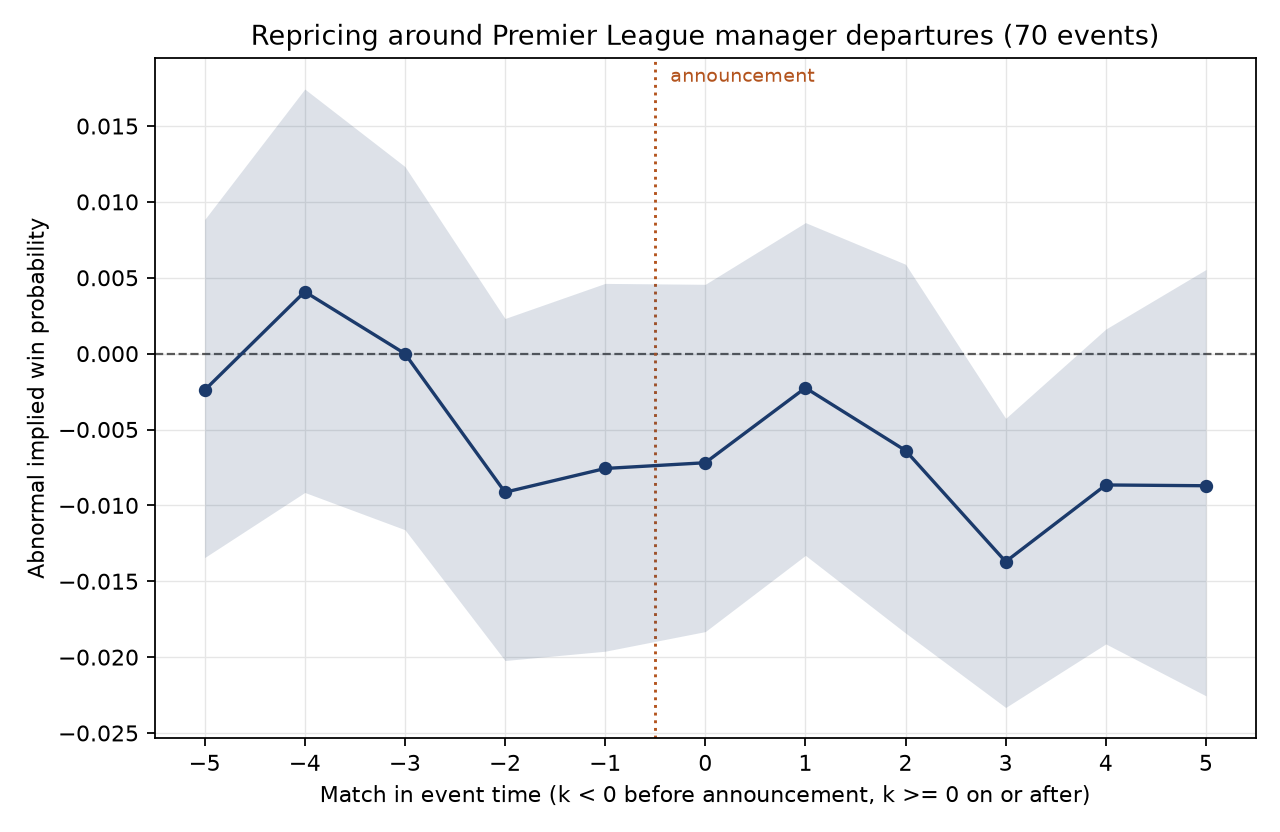 Repricing around Premier League manager departures (70 events)
announcement
Abnormal implied win probability
0.015
0.010
0.005
0.000
−0.005
−0.010
−0.015
−0.020
−0.025
−5 −4 −3 −2 −1 0 1 2 3 4 5
Match in event time (k < 0 before announcement, k >= 0 on or after)